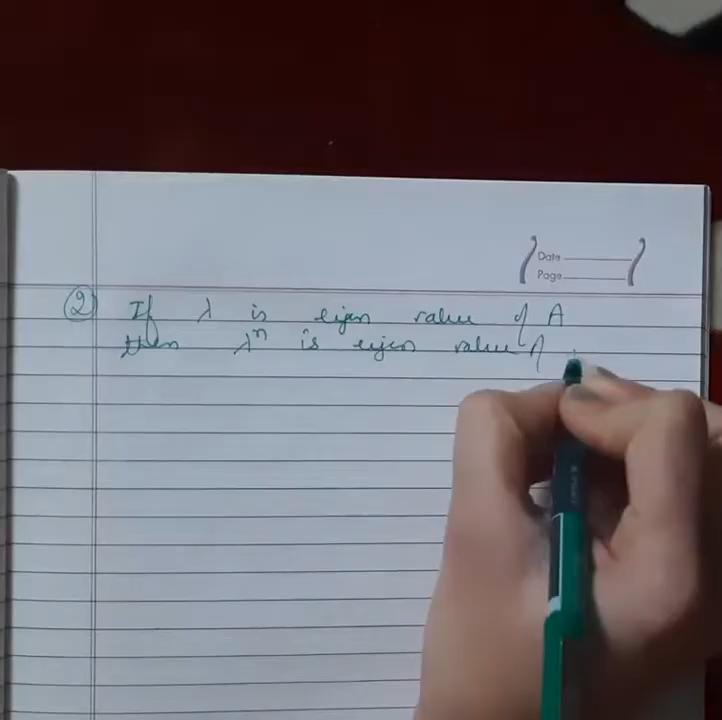 Date
Page
② If λ is eigen value of A
then λⁿ is eigen value of